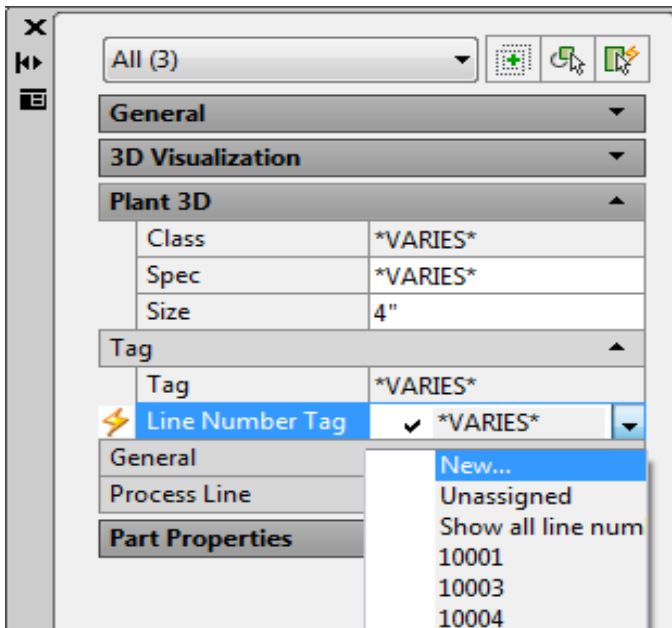 All (3)
General
3D Visualization
Plant 3D
Class *VARIES*
Spec *VARIES*
Size 4"
Tag
Tag *VARIES*
Line Number Tag *VARIES*
General
New...
Process Line
Unassigned
Show all line num
Part Properties
10001
10003
10004